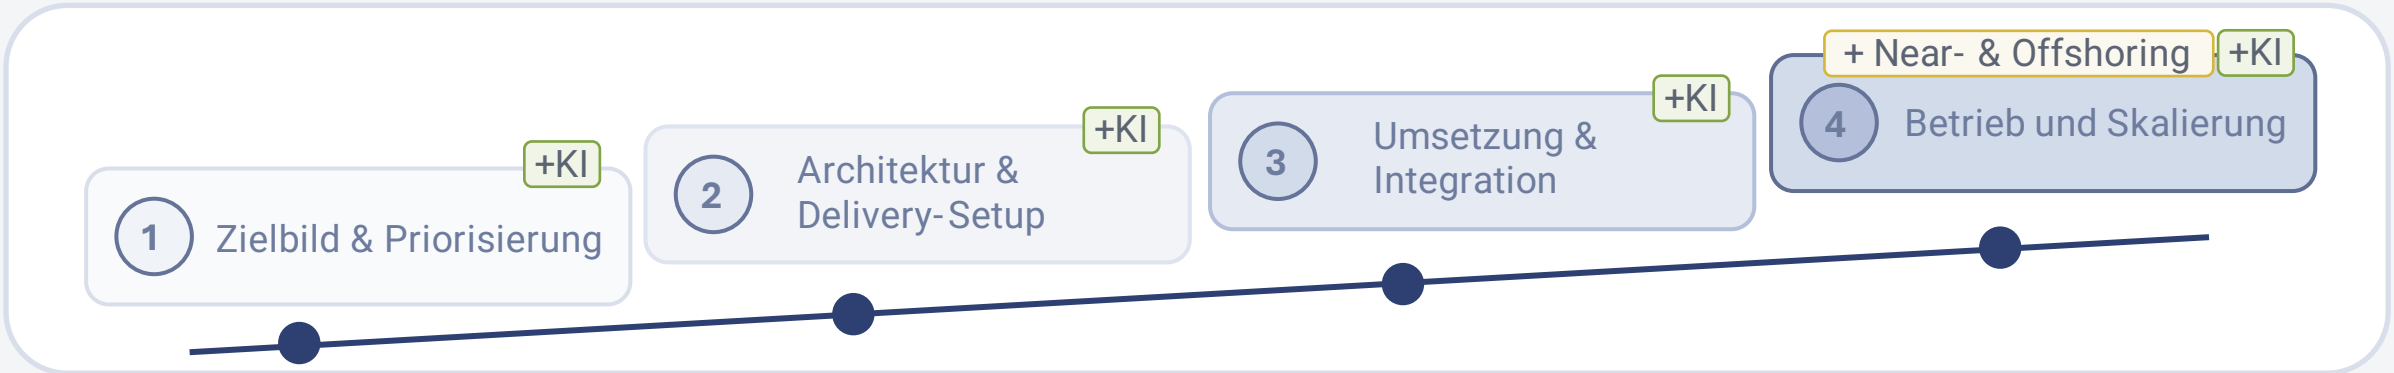 +KI
1
Zielbild & Priorisierung
+KI
2
Architektur &
Delivery-Setup
+KI
3
Umsetzung &
Integration
+ Near- & Offshoring
+KI
4
Betrieb und Skalierung